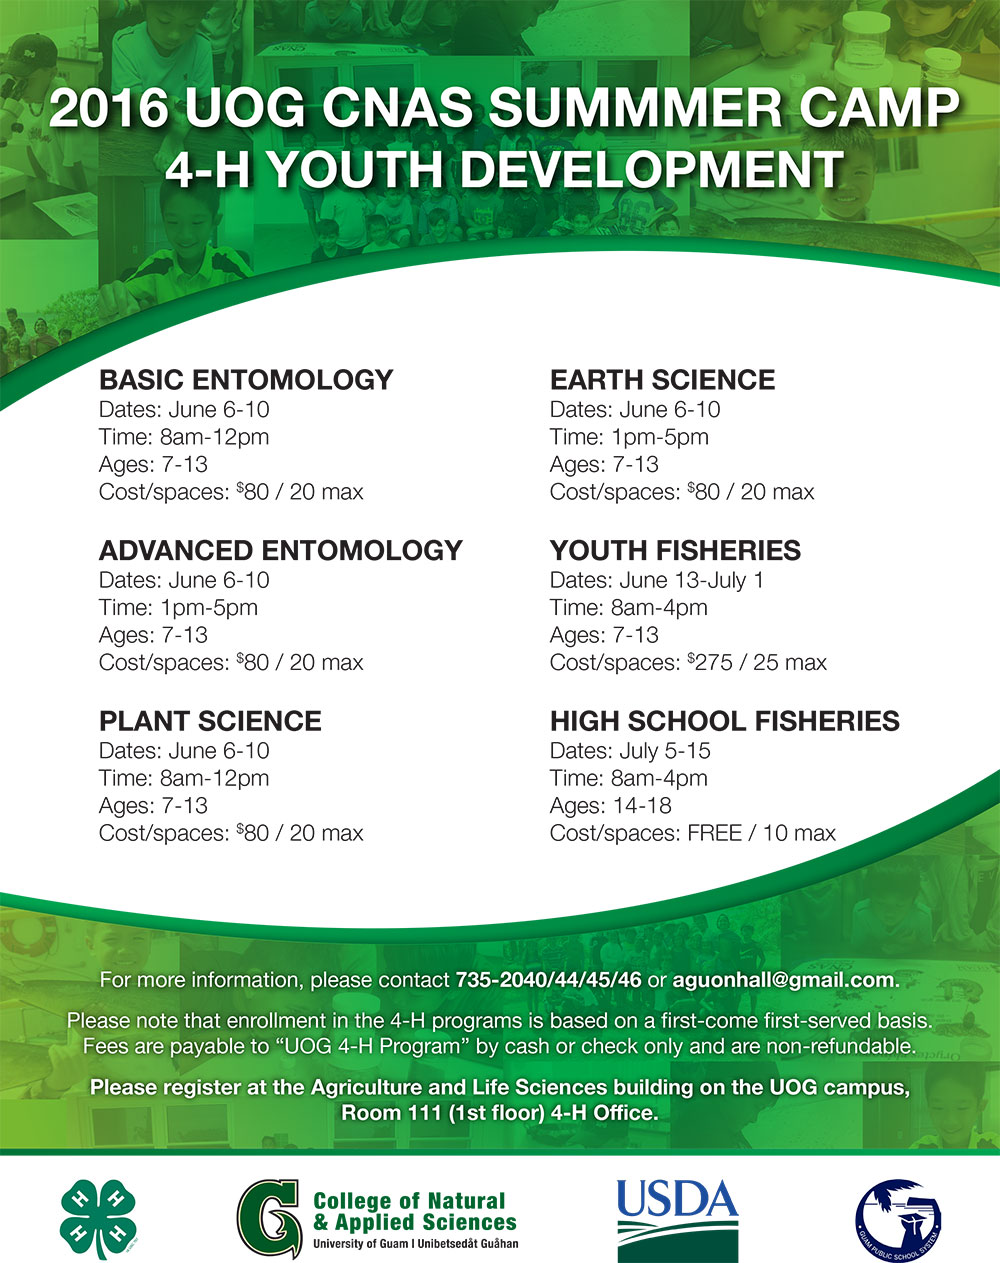 2016 UOG CNAS SUMMMER CAMP
4-H YOUTH DEVELOPMENT
BASIC ENTOMOLOGY
Dates: June 6-10
Time: 8am-12pm
Ages: 7-13
Cost/spaces: $80 / 20 max
ADVANCED ENTOMOLOGY
Dates: June 6-10
Time: 1pm-5pm
Ages: 7-13
Cost/spaces: $80 / 20 max
PLANT SCIENCE
Dates: June 6-10
Time: 8am-12pm
Ages: 7-13
Cost/spaces: $80 / 20 max
EARTH SCIENCE
Dates: June 6-10
Time: 1pm-5pm
Ages: 7-13
Cost/spaces: $80 / 20 max
YOUTH FISHERIES
Dates: June 13-July 1
Time: 8am-4pm
Ages: 7-13
Cost/spaces: $275 / 25 max
HIGH SCHOOL FISHERIES
Dates: July 5-15
Time: 8am-4pm
Ages: 14-18
Cost/spaces: FREE / 10 max
For more information, please contact 735-2040/44/45/46 or aguonhall@gmail.com.
Please note that enrollment in the 4-H programs is based on a first-come first-served basis.
Fees are payable to “UOG 4-H Program” by cash or check only and are non-refundable.
Please register at the Agriculture and Life Sciences building on the UOG campus,
Room 111 (1st floor) 4-H Office.
H H
H H
G
College of Natural
& Applied Sciences
University of Guam I Unibetsedåt Guåhan
USDA
GUAM PUBLIC SCHOOL SYSTEM